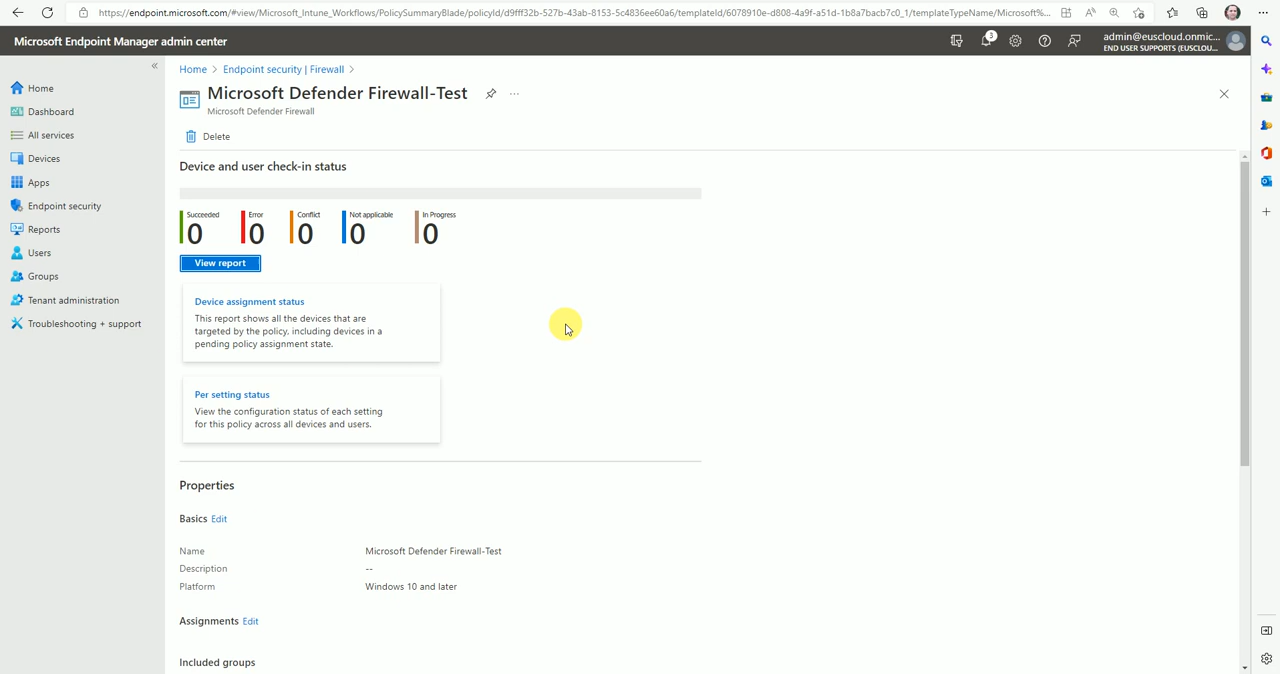 https://endpoint.microsoft.com/#view/Microsoft_Intune_Workflows/PolicySummaryBlade/policyId/d9fff32b-527b-43ab-8153-5c4836ee60a6/templateId/6078910e-d808-4a9f-a51d-1b8a7bacb7c0_1/templateTypeName/Microsoft%...
Microsoft Endpoint Manager admin center
3
admin@euscloud.onmic...
END USER SUPPORTS (EUSCLOU...
Home > Endpoint security | Firewall >
Microsoft Defender Firewall-Test
Microsoft Defender Firewall
Delete
Home
Dashboard
All services
Devices
Apps
Endpoint security
Reports
Users
Groups
Tenant administration
Troubleshooting + support
Device and user check-in status
Succeeded Error Conflict Not applicable In Progress
0 0 0 0 0
View report
Device assignment status
This report shows all the devices that are
targeted by the policy, including devices in a
pending policy assignment state.
Per setting status
View the configuration status of each setting
for this policy across all devices and users.
Properties
Basics Edit
Name Microsoft Defender Firewall-Test
Description --
Platform Windows 10 and later
Assignments Edit
Included groups